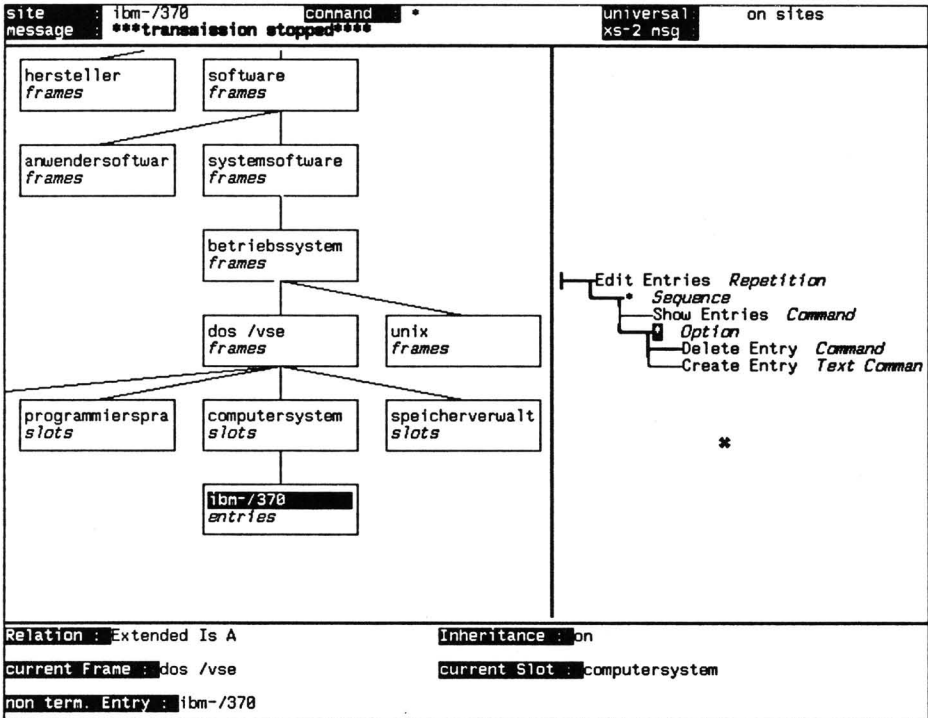 site : ibm-/370 command : * universal: on sites
message : ***transmission stopped**** xs-2 msg :
hersteller
frames
software
frames
anwendersoftwar
frames
systemsoftware
frames
betriebssystem
frames
dos /vse
frames
unix
frames
programmierspra
slots
computersystem
slots
speicherverwalt
slots
ibm-/370
entries
Edit Entries Repetition
* Sequence
Show Entries Command
Option
Delete Entry Command
Create Entry Text Comman
Relation : Extended Is A Inheritance : on
current Frame : dos /vse current Slot : computersystem
non term. Entry : ibm-/370